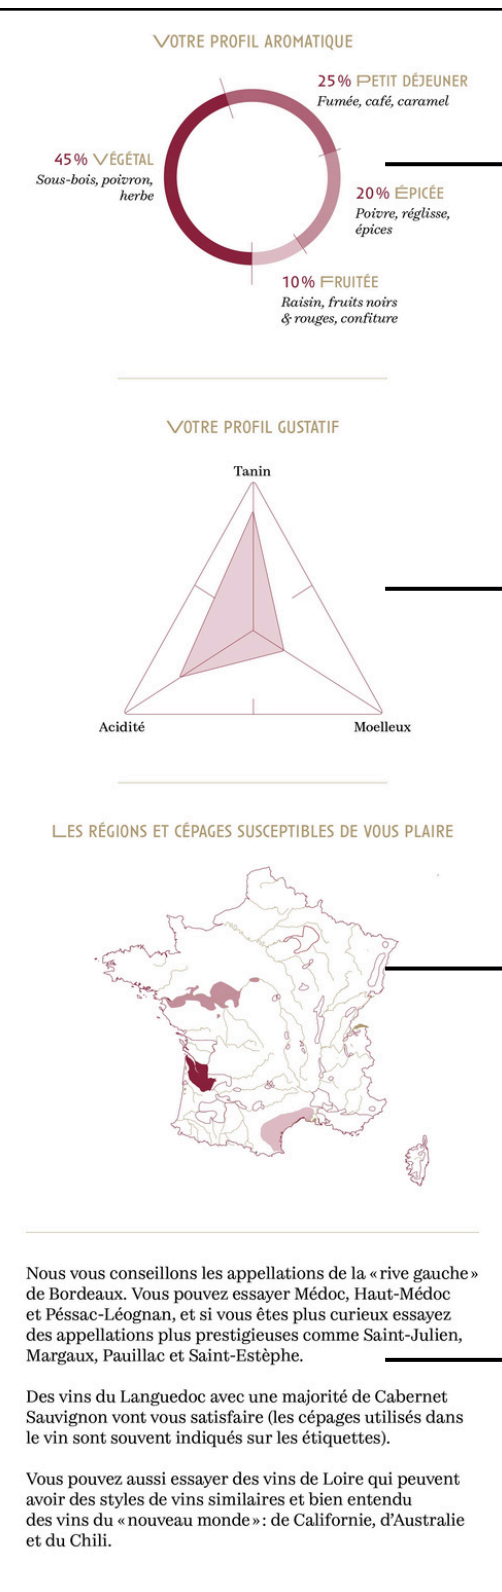 VOTRE PROFIL AROMATIQUE
25% PETIT DÉJEUNER
Fumée, café, caramel
45% VÉGÉTAL
Sous-bois, poivron,
herbe
20% ÉPICÉE
Poivre, réglisse,
épices
10% FRUITÉE
Raisin, fruits noirs
& rouges, confiture
VOTRE PROFIL GUSTATIF
Tanin
Acidité
Moelleux
LES RÉGIONS ET CÉPAGES SUSCEPTIBLES DE VOUS PLAIRE
Nous vous conseillons les appellations de la «rive gauche»
de Bordeaux. Vous pouvez essayer Médoc, Haut-Médoc
et Péssac-Léognan, et si vous êtes plus curieux essayez
des appellations plus prestigieuses comme Saint-Julien,
Margaux, Pauillac et Saint-Estèphe.
Des vins du Languedoc avec une majorité de Cabernet
Sauvignon vont vous satisfaire (les cépages utilisés dans
le vin sont souvent indiqués sur les étiquettes).
Vous pouvez aussi essayer des vins de Loire qui peuvent
avoir des styles de vins similaires et bien entendu
des vins du «nouveau monde»: de Californie, d'Australie
et du Chili.